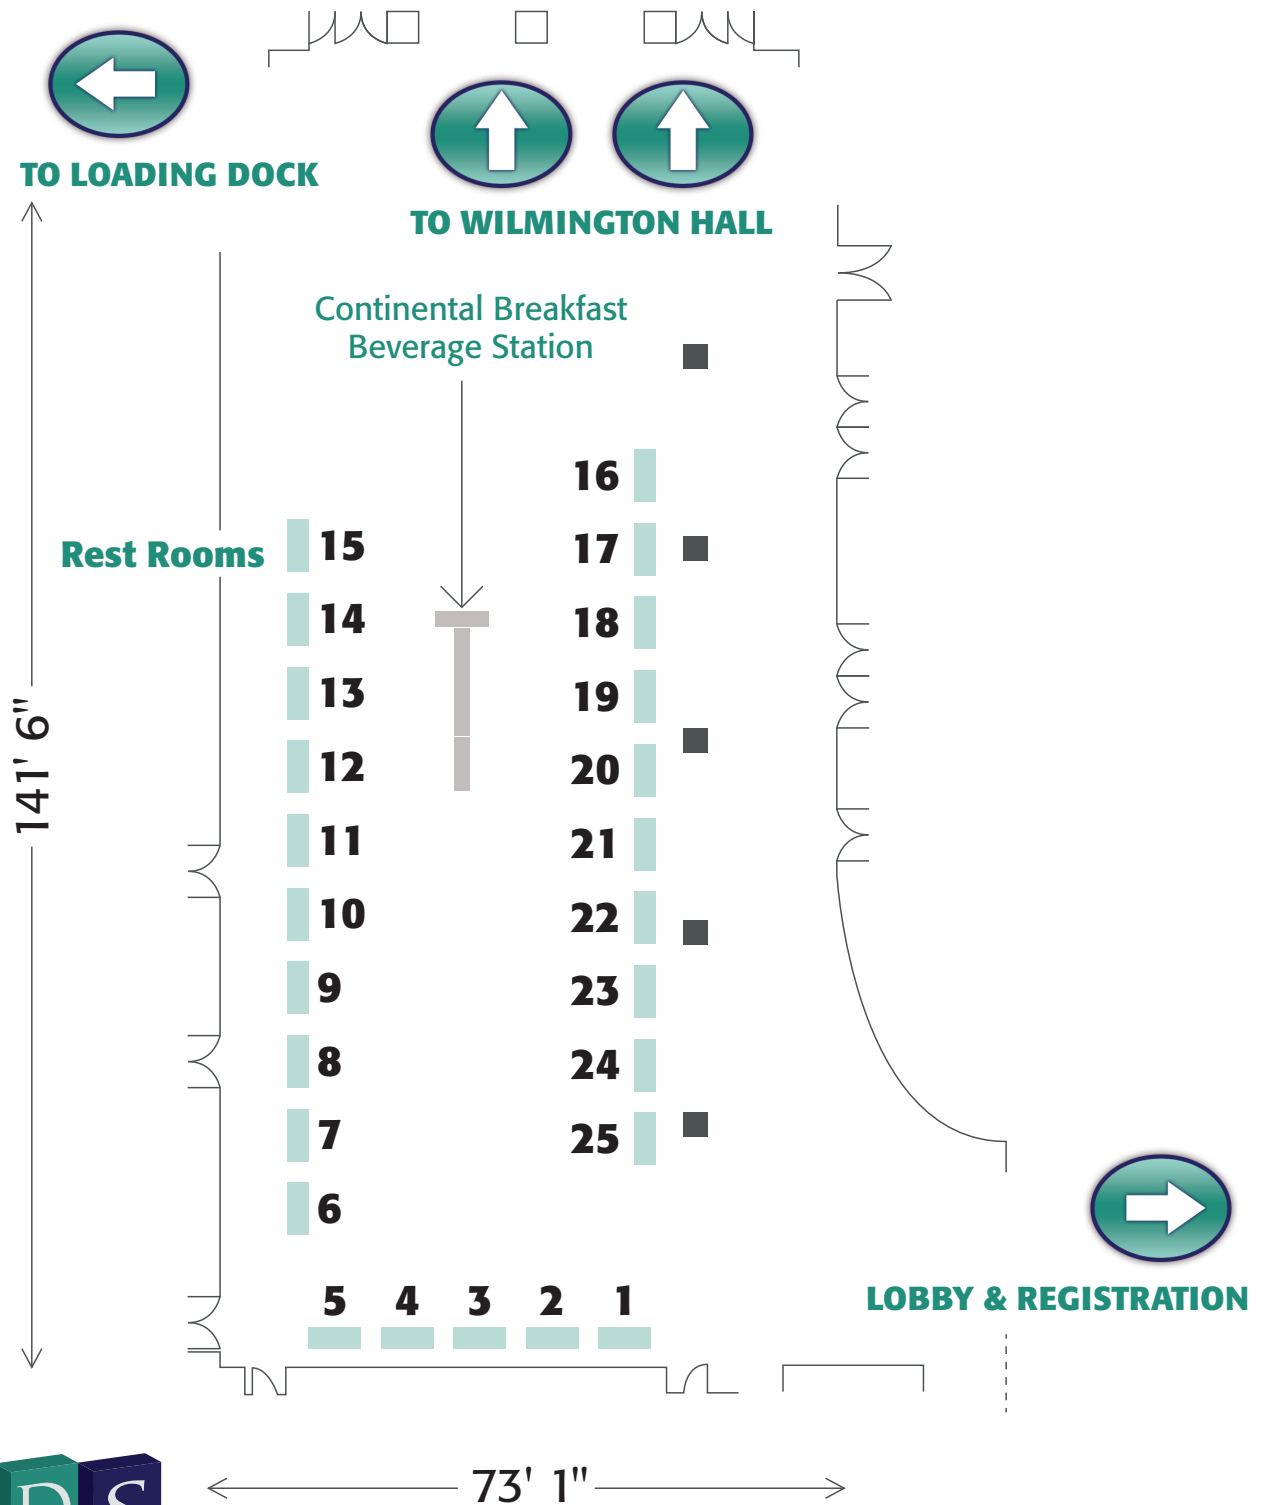 TO LOADING DOCK
TO WILMINGTON HALL
Continental Breakfast
Beverage Station
Rest Rooms
141' 6"
15
14
13
12
11
10
9
8
7
6
16
17
18
19
20
21
22
23
24
25
5 4 3 2 1
LOBBY & REGISTRATION
73' 1"
D S